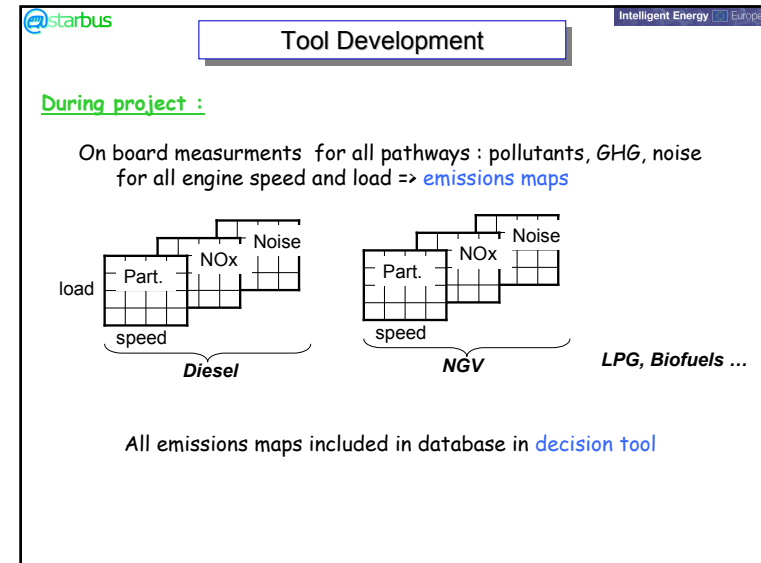 @starbus
Intelligent Energy Europe
Tool Development
During project :
On board measurments for all pathways : pollutants, GHG, noise
for all engine speed and load => emissions maps
Part. NOx Noise
load
speed
Diesel
Part. NOx Noise
speed
NGV
LPG, Biofuels …
All emissions maps included in database in decision tool